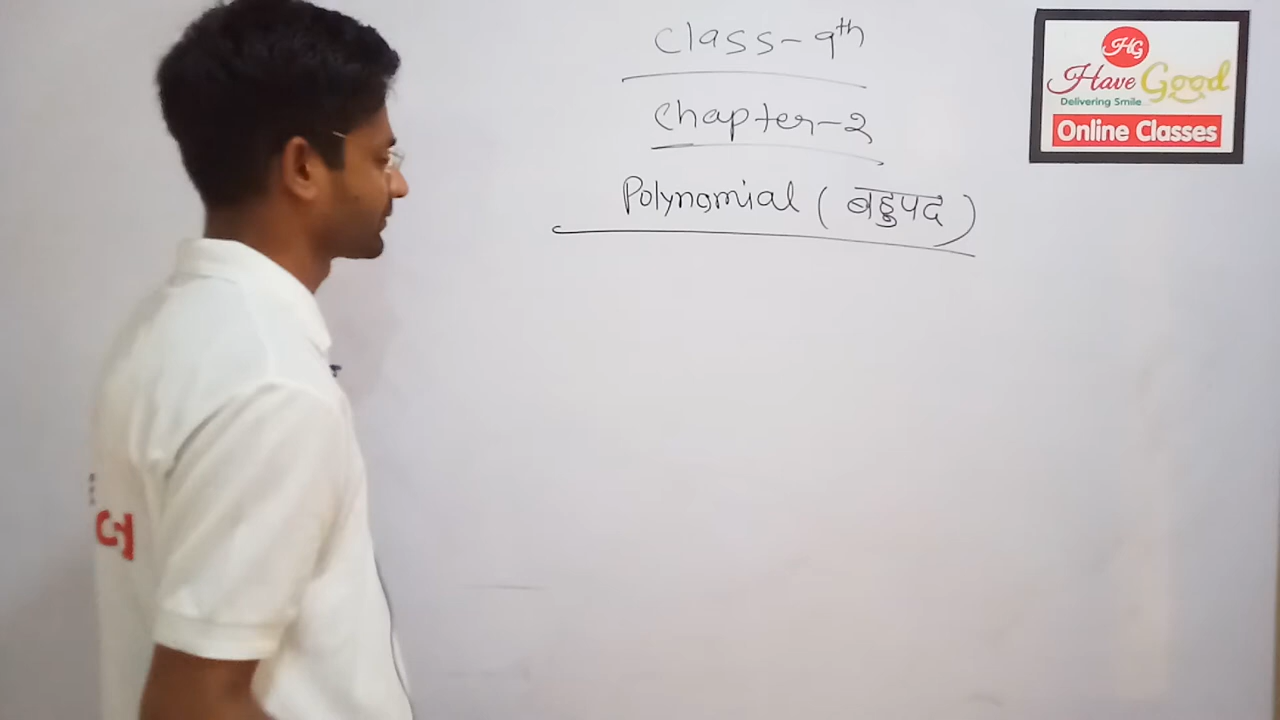 Class-9th
Chapter-2
Polynomial (बहुपद)
HG
Have Good
Delivering Smile
Online Classes